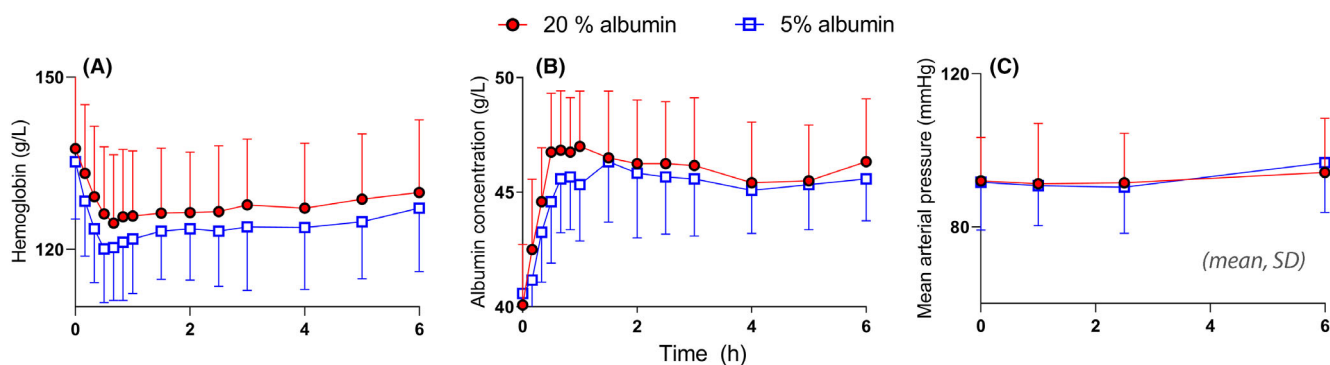 20 % albumin
5% albumin
(A)
Hemoglobin (g/L)
150
120
0
2
4
6
(B)
Albumin concentration (g/L)
50
45
40
0
2
4
6
Time (h)
(C)
Mean arterial pressure (mmHg)
120
80
(mean, SD)
0
2
4
6